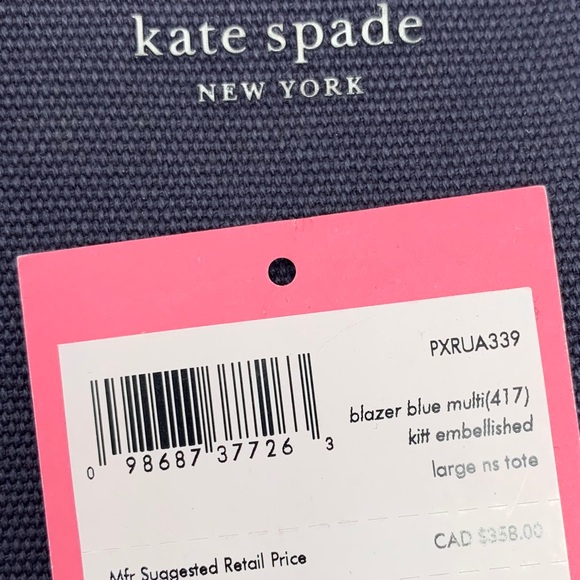 kate spade
NEW YORK
PXRUA339
blazer blue multi(417)
kitt embellished
large ns tote
0 98687 37726 3
CAD $358.00
Mfr Suggested Retail Price